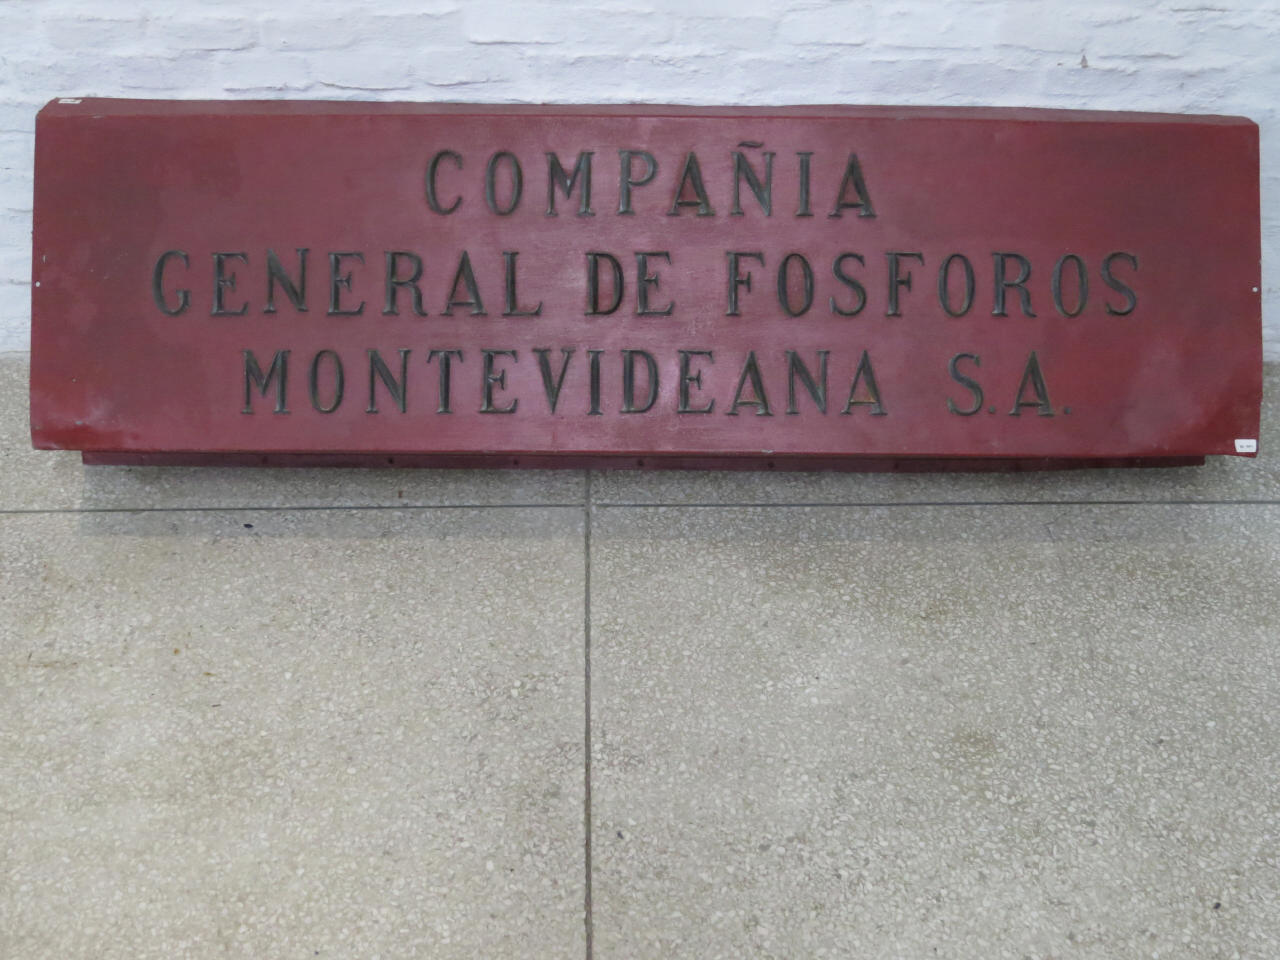 COMPAÑIA
GENERAL DE FOSFOROS
MONTEVIDEANA S.A.